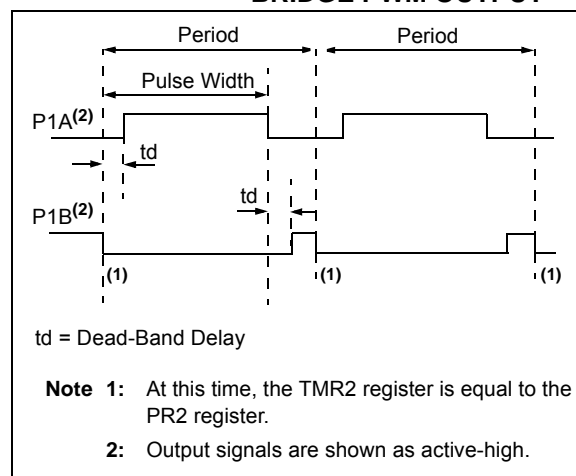 BRIDGE PWM OUTPUT
Period Period
Pulse Width
P1A(2)
td
td
P1B(2)
(1) (1) (1)
td = Dead-Band Delay
Note 1: At this time, the TMR2 register is equal to the
PR2 register.
2: Output signals are shown as active-high.